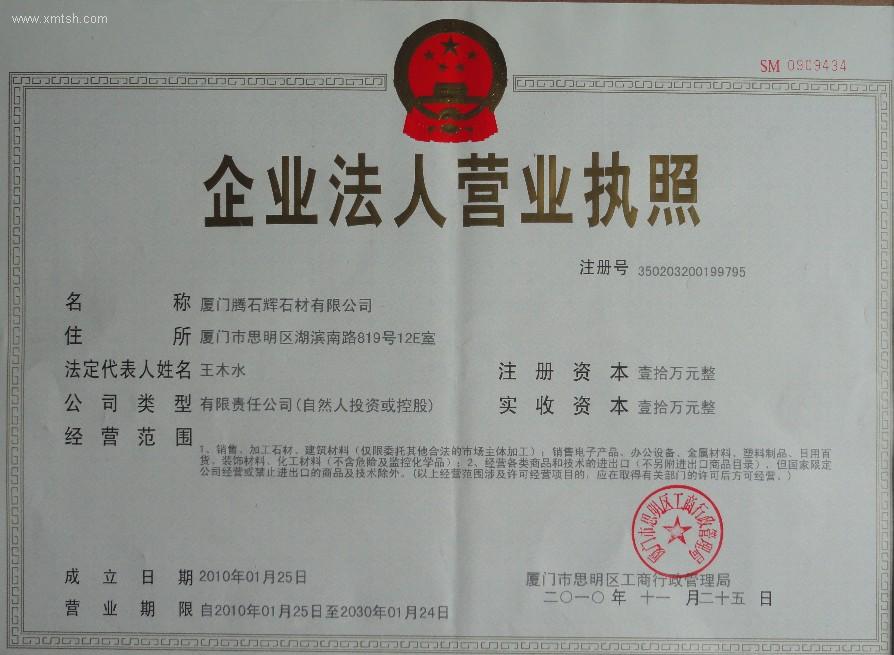 www.xmtsh.com
SM 0909434
企业法人营业执照
注册号 350203200199795
名称 厦门腾石辉石材有限公司
住所 厦门市思明区湖滨南路819号12E室
法定代表人姓名 王木水
注册资本 壹拾万元整
公司类型 有限责任公司(自然人投资或控股)
实收资本 壹拾万元整
经营范围
1、销售、加工石材、建筑材料(仅限委托其他合法的市场主体加工);销售电子产品、办公设备、金属材料、塑料制品、日用百
货、装饰材料、化工材料(不含危险及监控化学品);2、经营各类商品和技术的进出口(不另附进出口商品目录),但国家限定
公司经营或禁止进出口的商品及技术除外。(以上经营范围涉及许可经营项目的,应在取得有关部门的许可后方可经营。)
厦门市思明区工商行政管理局
成立日期 2010年01月25日
厦门市思明区工商行政管理局
二〇一〇年 十一月二十五日
营业期限 自2010年01月25日至2030年01月24日